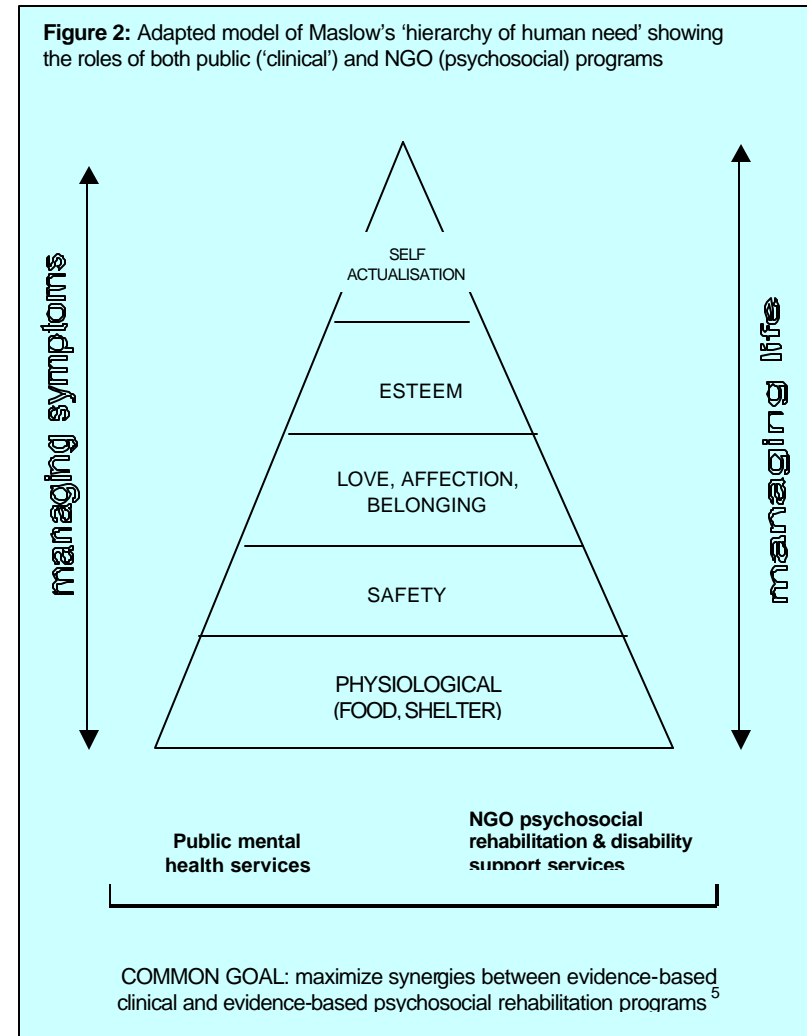 Figure 2: Adapted model of Maslow's 'hierarchy of human need' showing
the roles of both public ('clinical') and NGO (psychosocial) programs
managing symptoms
managing life
SELF
ACTUALISATION
ESTEEM
LOVE, AFFECTION,
BELONGING
SAFETY
PHYSIOLOGICAL
(FOOD, SHELTER)
Public mental
health services
NGO psychosocial
rehabilitation & disability
support services
COMMON GOAL: maximize synergies between evidence-based
clinical and evidence-based psychosocial rehabilitation programs 5